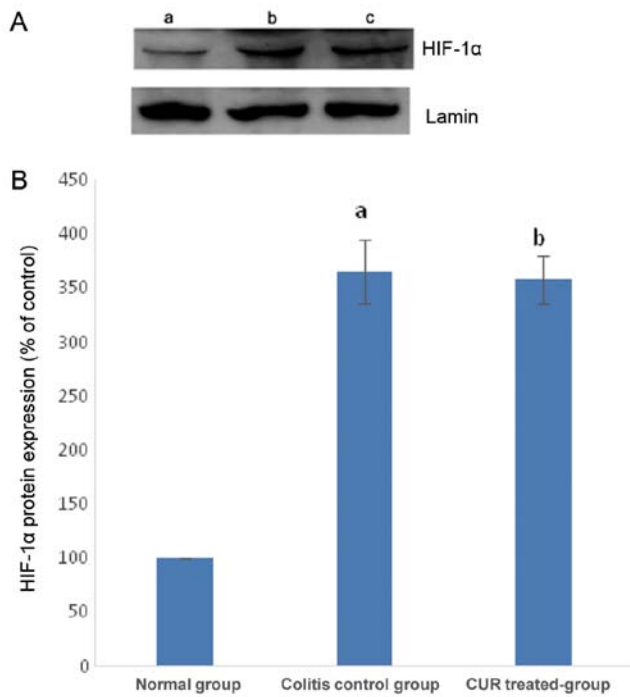 A
a b c
HIF-1α
Lamin
B
HIF-1α protein expression (% of control)
450
400
350
300
250
200
150
100
50
0
a
b
Normal group
Colitis control group
CUR treated-group